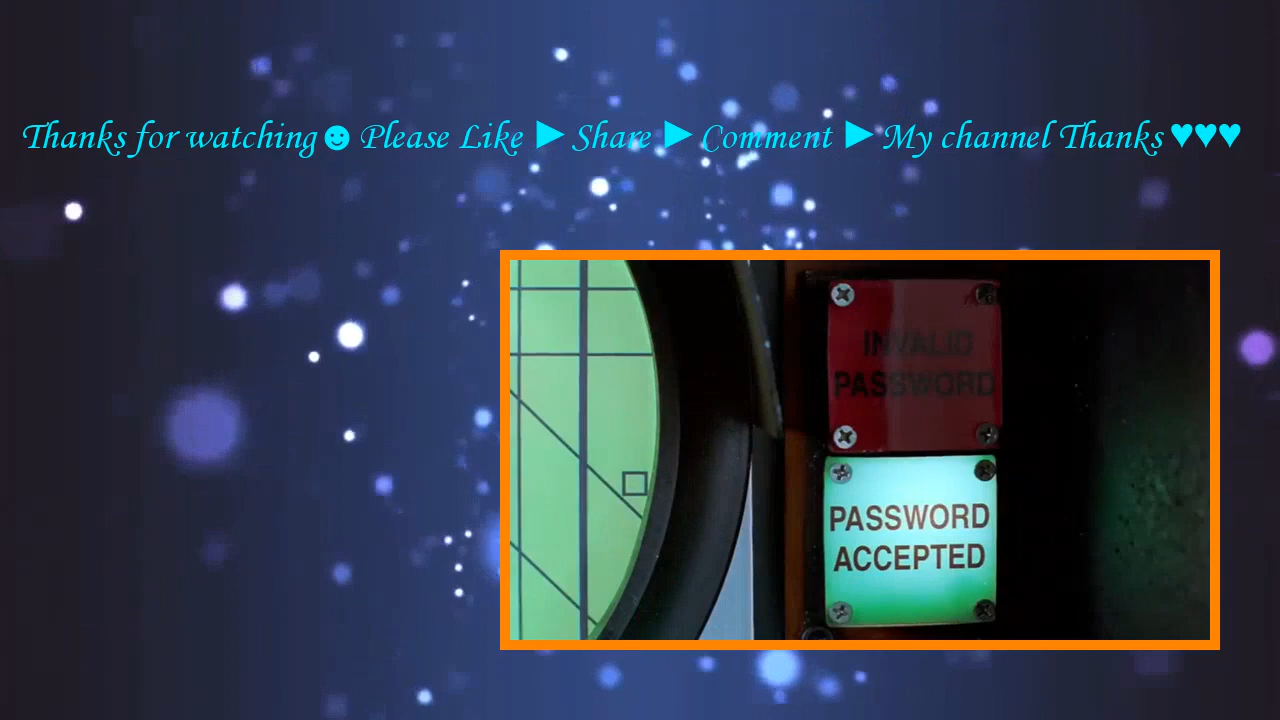 Thanks for watching☻Please Like ►Share ►Comment ►My channel Thanks ♥♥♥
INVALID
PASSWORD
PASSWORD
ACCEPTED